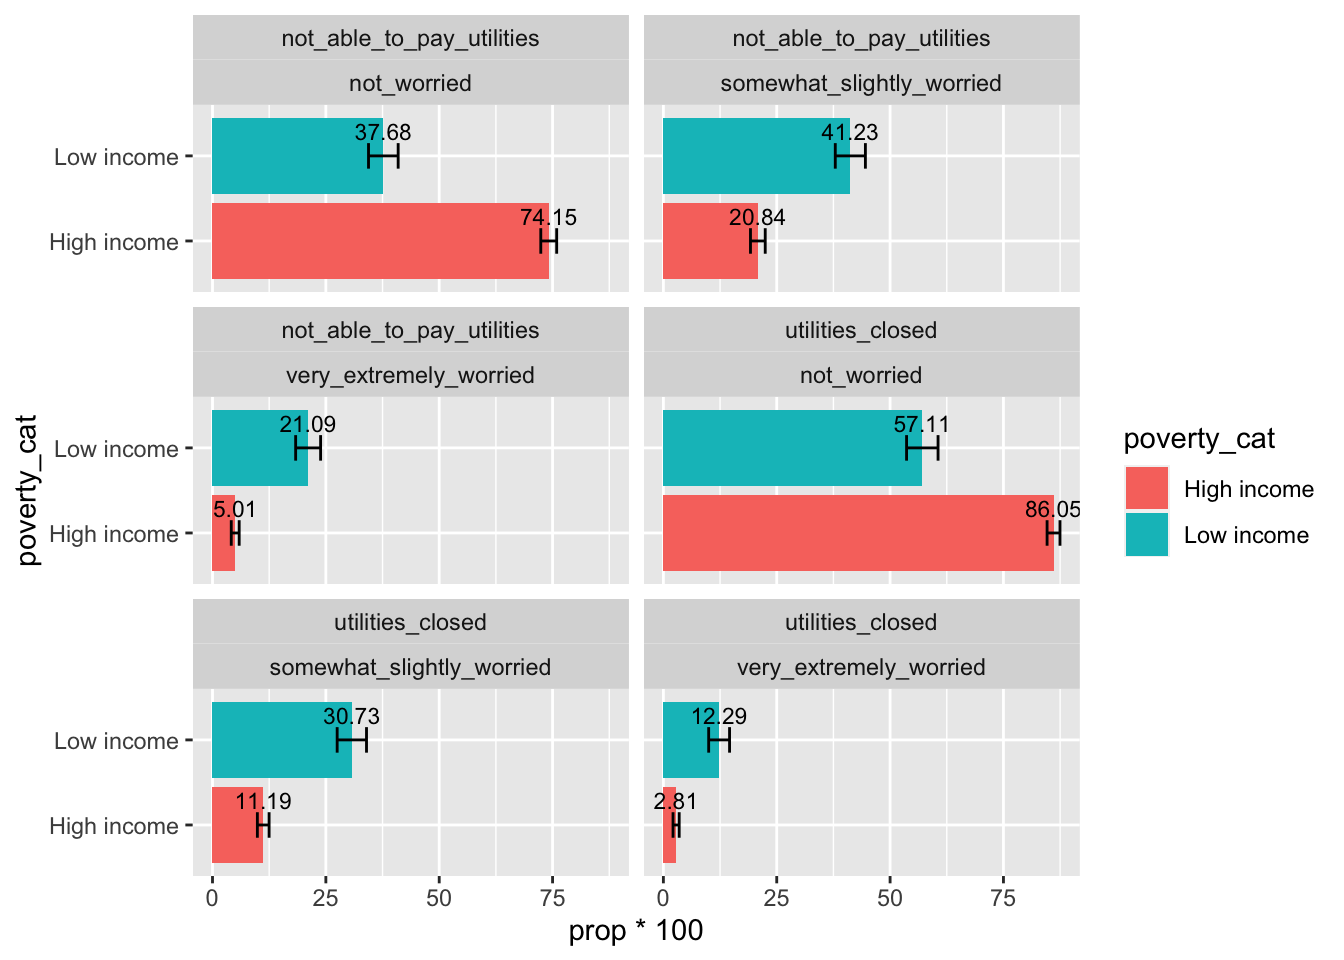 not_able_to_pay_utilities
not_worried
not_able_to_pay_utilities
somewhat_slightly_worried
Low income
37.68
41.23
High income
74.15
20.84
not_able_to_pay_utilities
very_extremely_worried
utilities_closed
not_worried
Low income
21.09
57.11
High income
5.01
86.05
utilities_closed
somewhat_slightly_worried
utilities_closed
very_extremely_worried
Low income
30.73
12.29
High income
11.19
2.81
0 25 50 75
0 25 50 75
prop * 100
poverty_cat
poverty_cat
High income
Low income